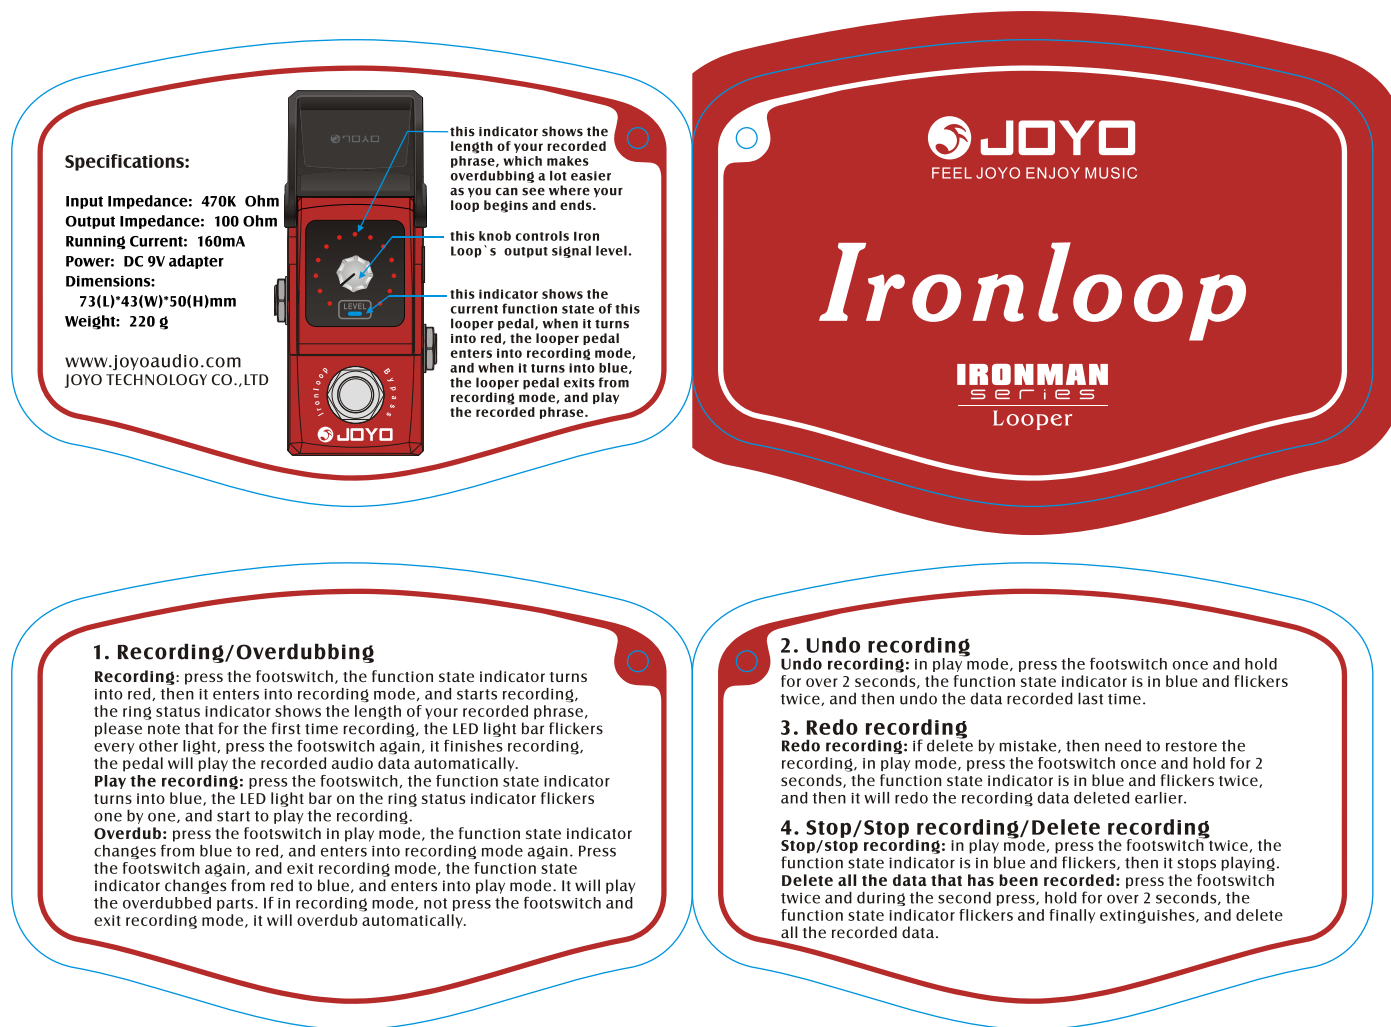 Specifications:
Input Impedance: 470K Ohm
Output Impedance: 100 Ohm
Running Current: 160mA
Power: DC 9V adapter
Dimensions:
73(L)*43(W)*50(H)mm
Weight: 220 g
www.joyoaudio.com
JOYO TECHNOLOGY CO.,LTD
JOYO
LEVEL
Ironloop
Bypass
JOYO
this indicator shows the
length of your recorded
phrase, which makes
overdubbing a lot easier
as you can see where your
loop begins and ends.
this knob controls Iron
Loop`s output signal level.
this indicator shows the
current function state of this
looper pedal, when it turns
into red, the looper pedal
enters into recording mode,
and when it turns into blue,
the looper pedal exits from
recording mode, and play
the recorded phrase.
JOYO
FEEL JOYO ENJOY MUSIC
Ironloop
IRONMAN
series
Looper
1. Recording/Overdubbing
Recording: press the footswitch, the function state indicator turns
into red, then it enters into recording mode, and starts recording,
the ring status indicator shows the length of your recorded phrase,
please note that for the first time recording, the LED light bar flickers
every other light, press the footswitch again, it finishes recording,
the pedal will play the recorded audio data automatically.
Play the recording: press the footswitch, the function state indicator
turns into blue, the LED light bar on the ring status indicator flickers
one by one, and start to play the recording.
Overdub: press the footswitch in play mode, the function state indicator
changes from blue to red, and enters into recording mode again. Press
the footswitch again, and exit recording mode, the function state
indicator changes from red to blue, and enters into play mode. It will play
the overdubbed parts. If in recording mode, not press the footswitch and
exit recording mode, it will overdub automatically.
2. Undo recording
Undo recording: in play mode, press the footswitch once and hold
for over 2 seconds, the function state indicator is in blue and flickers
twice, and then undo the data recorded last time.
3. Redo recording
Redo recording: if delete by mistake, then need to restore the
recording, in play mode, press the footswitch once and hold for 2
seconds, the function state indicator is in blue and flickers twice,
and then it will redo the recording data deleted earlier.
4. Stop/Stop recording/Delete recording
Stop/stop recording: in play mode, press the footswitch twice, the
function state indicator is in blue and flickers, then it stops playing.
Delete all the data that has been recorded: press the footswitch
twice and during the second press, hold for over 2 seconds, the
function state indicator flickers and finally extinguishes, and delete
all the recorded data.